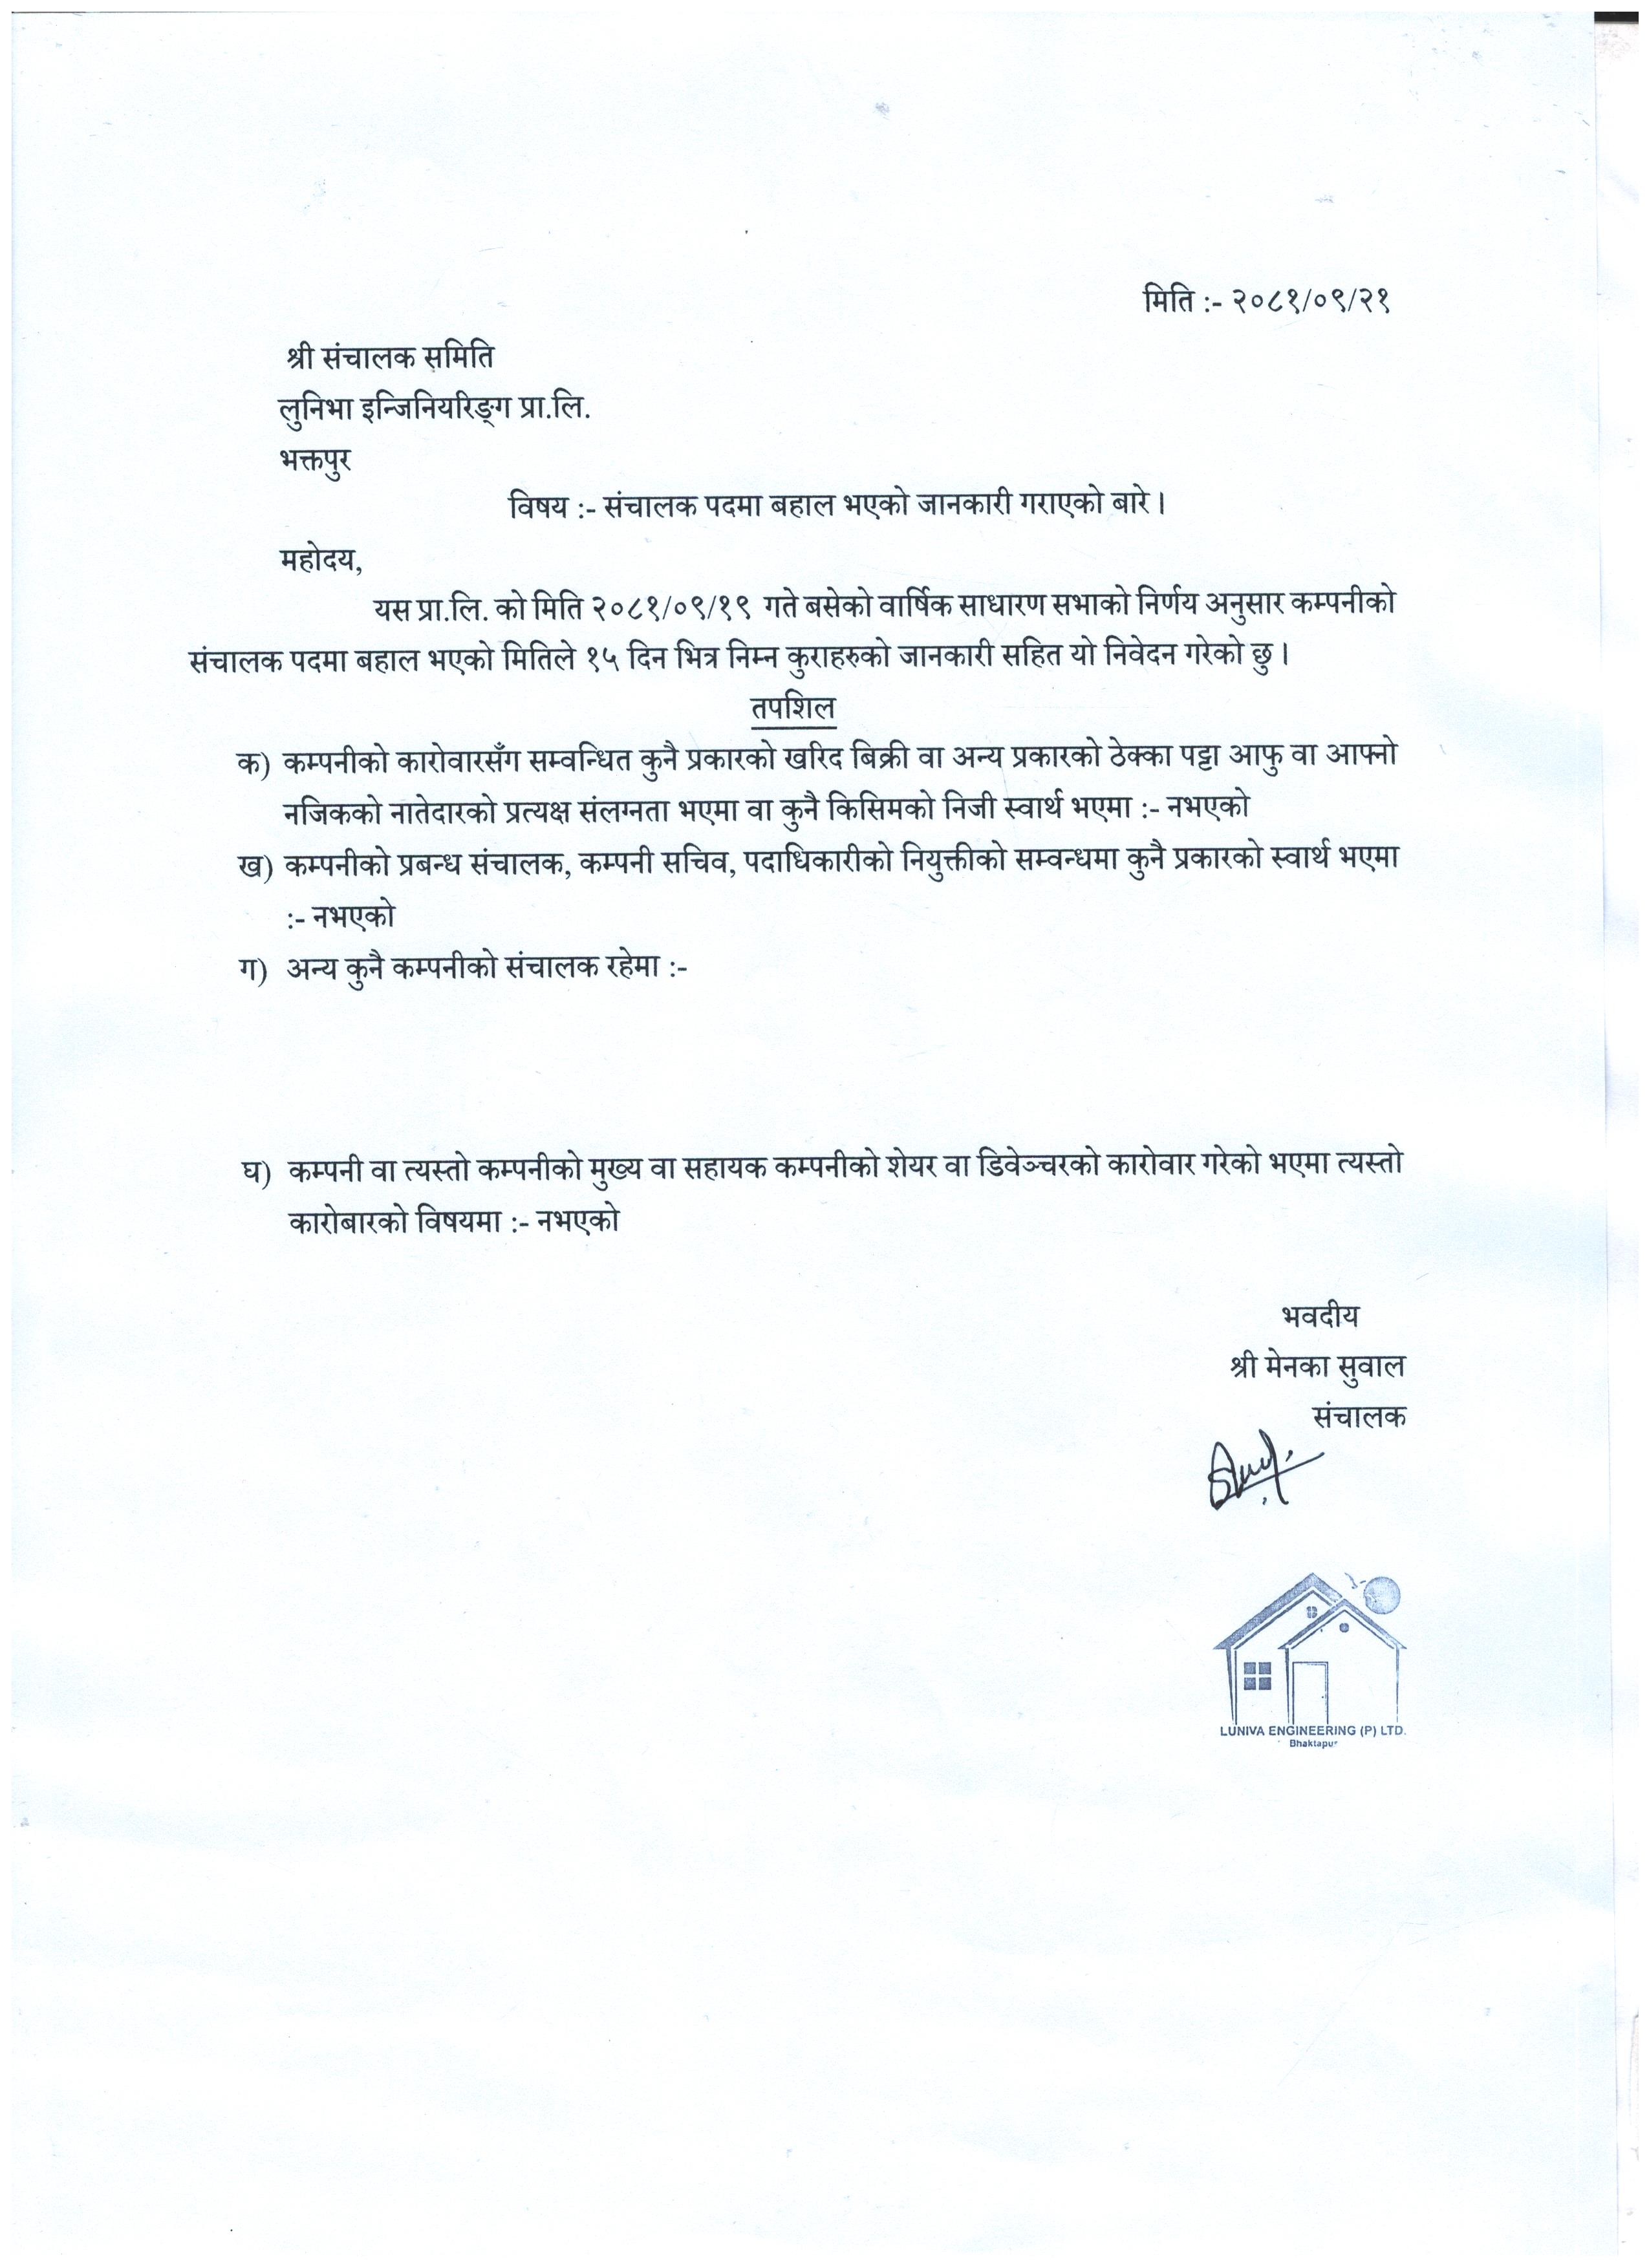 मिति :- २०८१/०९/२१
श्री संचालक समिति
लुनिभा इन्जिनियरिङ्ग प्रा.लि.
भक्तपुर
विषय :- संचालक पदमा बहाल भएको जानकारी गराएको बारे ।
महोदय,
यस प्रा.लि. को मिति २०८१/०९/१९ गते बसेको वार्षिक साधारण सभाको निर्णय अनुसार कम्पनीको
संचालक पदमा बहाल भएको मितिले १५ दिन भित्र निम्न कुराहरुको जानकारी सहित यो निवेदन गरेको छु ।
तपशिल
क) कम्पनीको कारोवारसँग सम्वन्धित कुनै प्रकारको खरिद बिक्री वा अन्य प्रकारको ठेक्का पट्टा आफु वा आफ्नो
नजिकको नातेदारको प्रत्यक्ष संलग्नता भएमा वा कुनै किसिमको निजी स्वार्थ भएमा :- नभएको
ख) कम्पनीको प्रबन्ध संचालक, कम्पनी सचिव, पदाधिकारीको नियुक्तीको सम्वन्धमा कुनै प्रकारको स्वार्थ भएमा
:- नभएको
ग) अन्य कुनै कम्पनीको संचालक रहेमा :-
घ) कम्पनी वा त्यस्तो कम्पनीको मुख्य वा सहायक कम्पनीको शेयर वा डिवेञ्चरको कारोवार गरेको भएमा त्यस्तो
कारोबारको विषयमा :- नभएको
भवदीय
श्री मेनका सुवाल
संचालक
LUNIVA ENGINEERING (P) LTD.
Bhaktapur